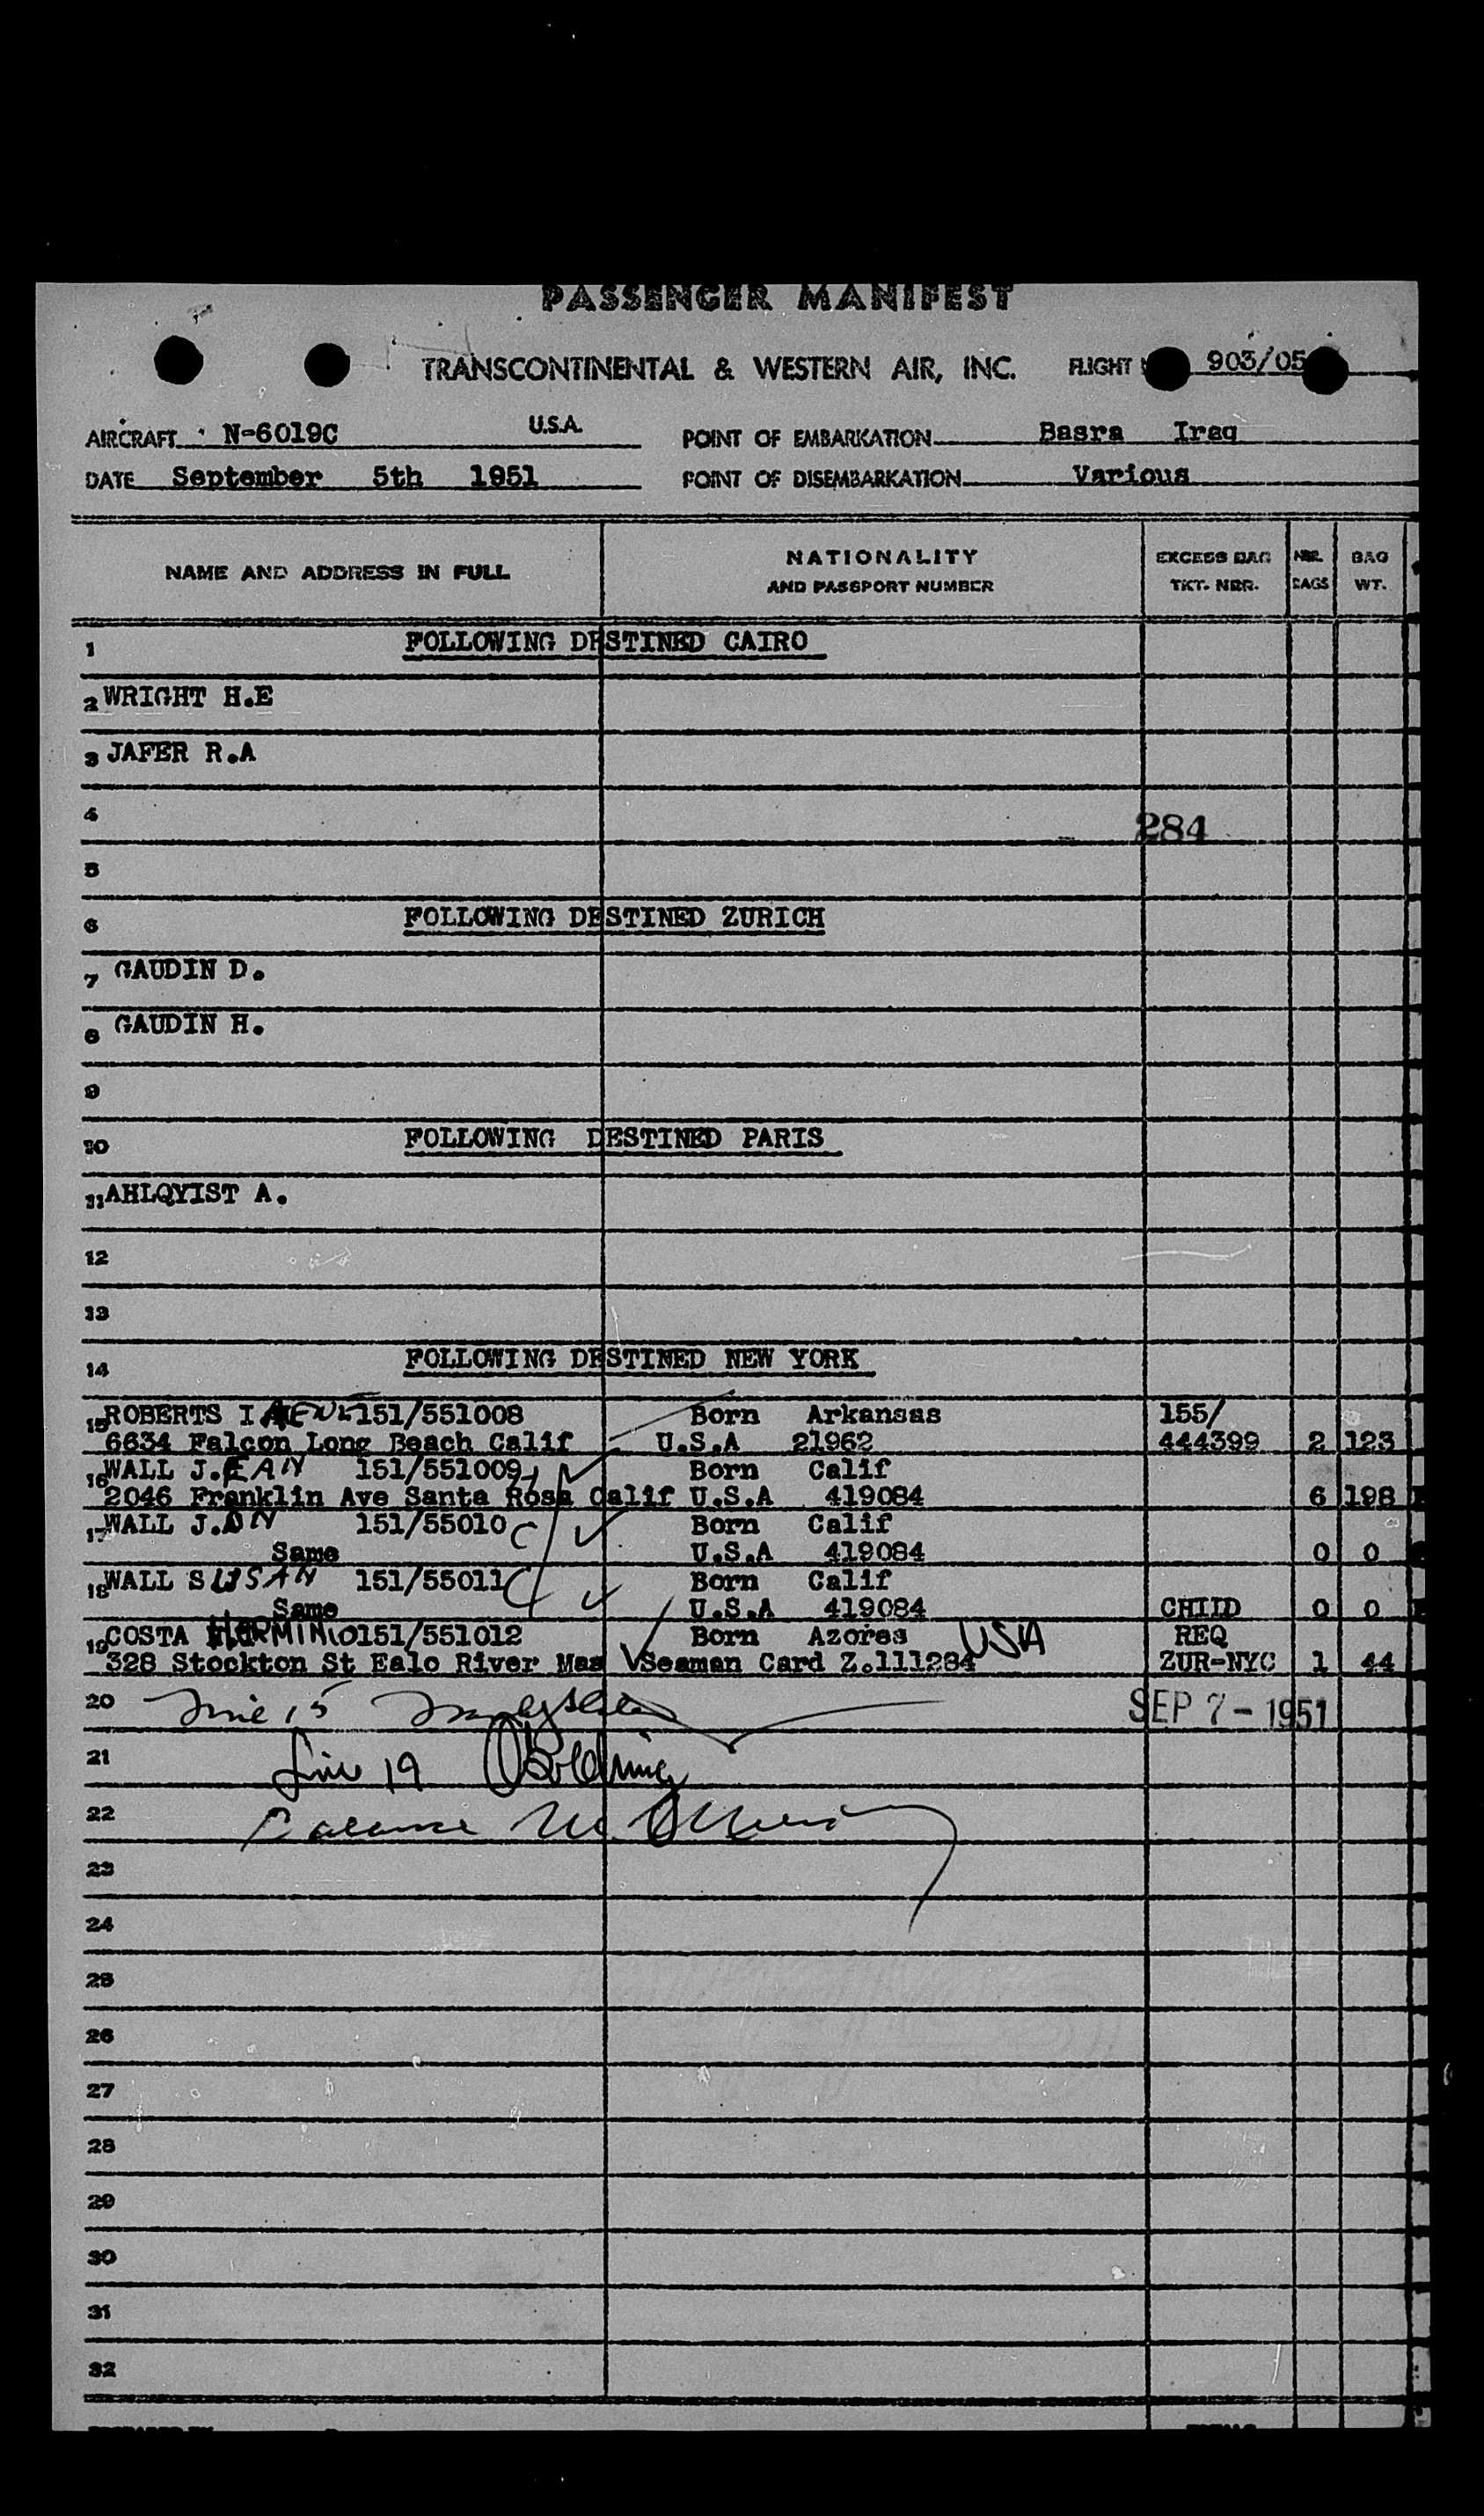 PASSENGER MANIFEST
TRANSCONTINENTAL & WESTERN AIR, INC. FLIGHT 903/05
AIRCRAFT N-6019C U.S.A. POINT OF EMBARKATION Basra Iraq
DATE September 5th 1951 POINT OF DISEMBARKATION Various
NAME AND ADDRESS IN FULL NATIONALITY AND PASSPORT NUMBER EXCESS BAG TKT. NBR. NBR. BAGS BAG WT.
1 FOLLOWING DESTINED CAIRO
2 WRIGHT H.E
3 JAFER R.A
4 284
5
6 FOLLOWING DESTINED ZURICH
7 GAUDIN D.
8 GAUDIN H.
9
10 FOLLOWING DESTINED PARIS
11 AHLQYIST A.
12
13
14 FOLLOWING DESTINED NEW YORK
15 ROBERTS I 151/551008 Born Arkansas 155/
6634 Falcon Long Beach Calif U.S.A 21962 444399 2 123
16 WALL J.EAN 151/551009 Born Calif
2046 Franklin Ave Santa Rosa Calif U.S.A 419084 6 198
17 WALL J. 151/55010 C Born Calif
Same U.S.A 419084 0 0
18 WALL SUSAN 151/55011 C Born Calif
Same U.S.A 419084 CHIID 0 0
19 COSTA HERMINIO 151/551012 Born Azores USA REQ
328 Stockton St Ealo River Mas Seaman Card Z.111284 ZUR-NYC 1 44
20 Line 15 SEP 7-1951
21 Line 19
22 Balance
23
24
25
26
27
28
29
30
31
32